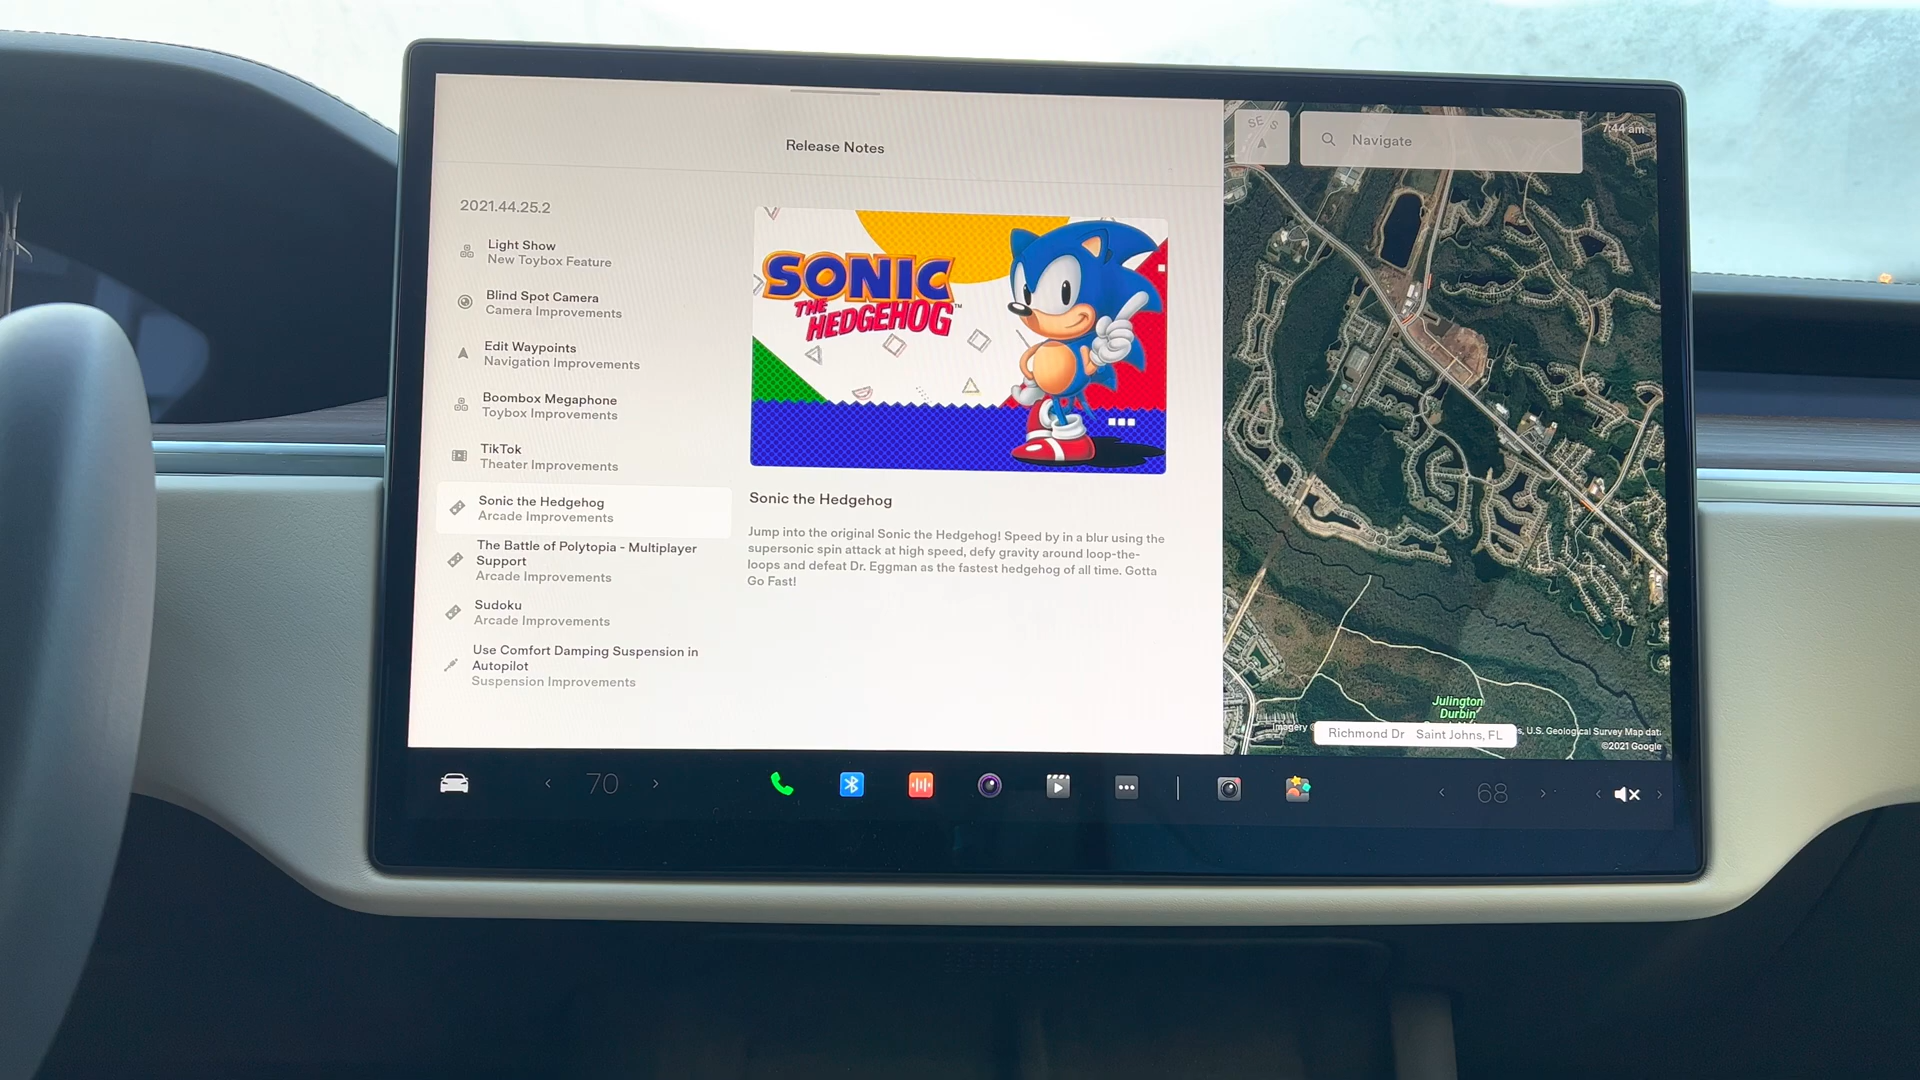 Release Notes
2021.44.25.2
Light Show
New Toybox Feature
Blind Spot Camera
Camera Improvements
Edit Waypoints
Navigation Improvements
Boombox Megaphone
Toybox Improvements
TikTok
Theater Improvements
Sonic the Hedgehog
Arcade Improvements
The Battle of Polytopia - Multiplayer
Support
Arcade Improvements
Sudoku
Arcade Improvements
Use Comfort Damping Suspension in
Autopilot
Suspension Improvements
SONIC
THE
HEDGEHOG™
Sonic the Hedgehog
Jump into the original Sonic the Hedgehog! Speed by in a blur using the
supersonic spin attack at high speed, defy gravity around loop-the-
loops and defeat Dr. Eggman as the fastest hedgehog of all time. Gotta
Go Fast!
SE S
Navigate
7:44 am
Julington
Durbin
Imagery
Richmond Dr Saint Johns, FL
U.S. Geological Survey Map
©2021 Google
70
68